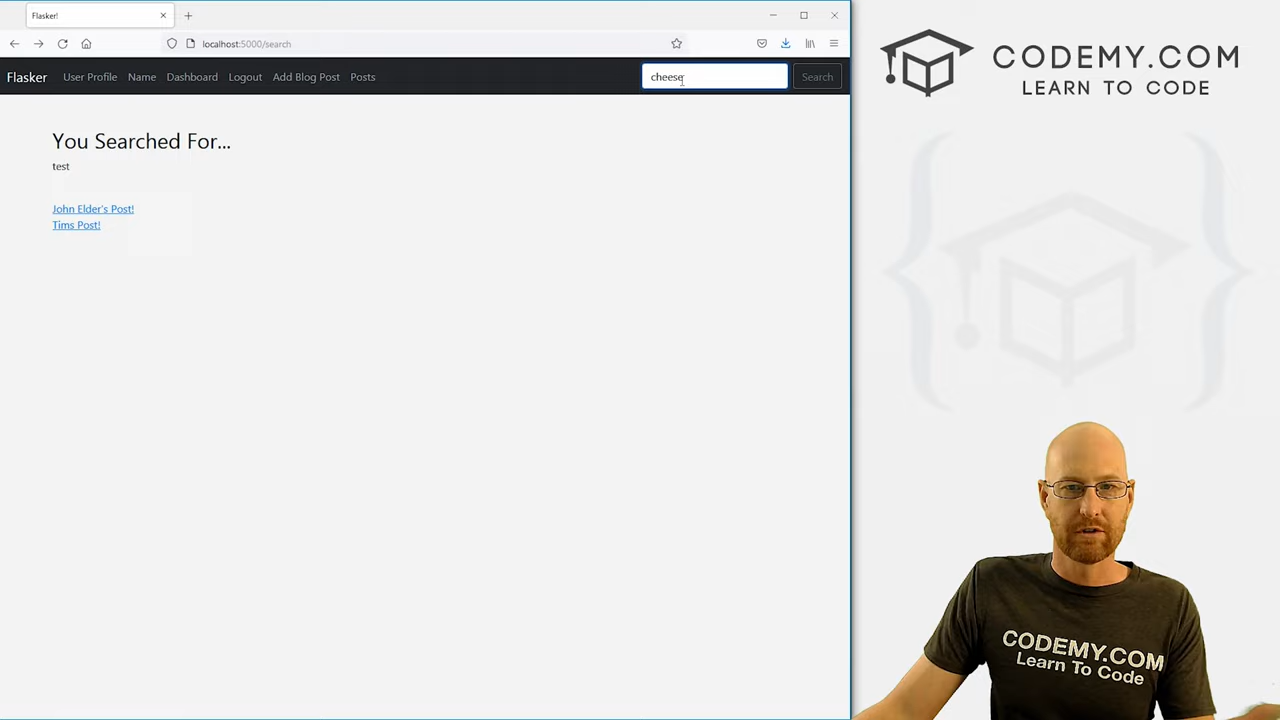 Flasker!
localhost:5000/search
Flasker User Profile Name Dashboard Logout Add Blog Post Posts cheese Search
You Searched For...
test
John Elder's Post!
Tims Post!
CODEMY.COM
LEARN TO CODE
CODEMY.COM
Learn To Code